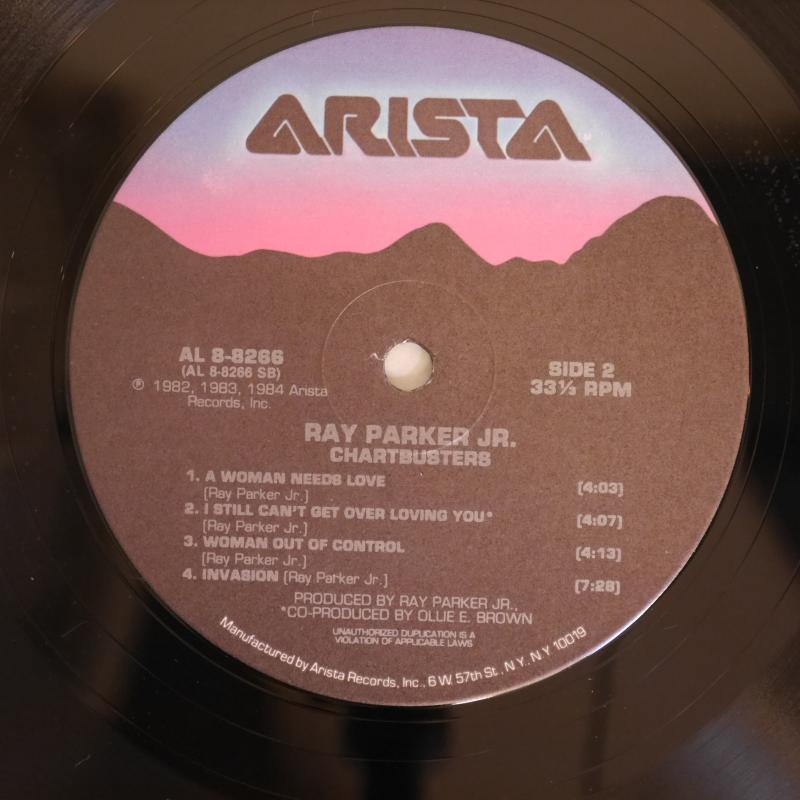 ARISTA
AL 8-8266
(AL 8-8266 SB)
℗ 1982, 1983, 1984 Arista
Records, Inc.
SIDE 2
33⅓ RPM
RAY PARKER JR.
CHARTBUSTERS
1. A WOMAN NEEDS LOVE [4:03]
[Ray Parker Jr.]
2. I STILL CAN'T GET OVER LOVING YOU* [4:07]
[Ray Parker Jr.]
3. WOMAN OUT OF CONTROL [4:13]
[Ray Parker Jr.]
4. INVASION [Ray Parker Jr.] [7:28]
PRODUCED BY RAY PARKER JR.,
*CO-PRODUCED BY OLLIE E. BROWN
UNAUTHORIZED DUPLICATION IS A
VIOLATION OF APPLICABLE LAWS
Manufactured by Arista Records, Inc., 6 W. 57th St., N.Y., N.Y. 10019